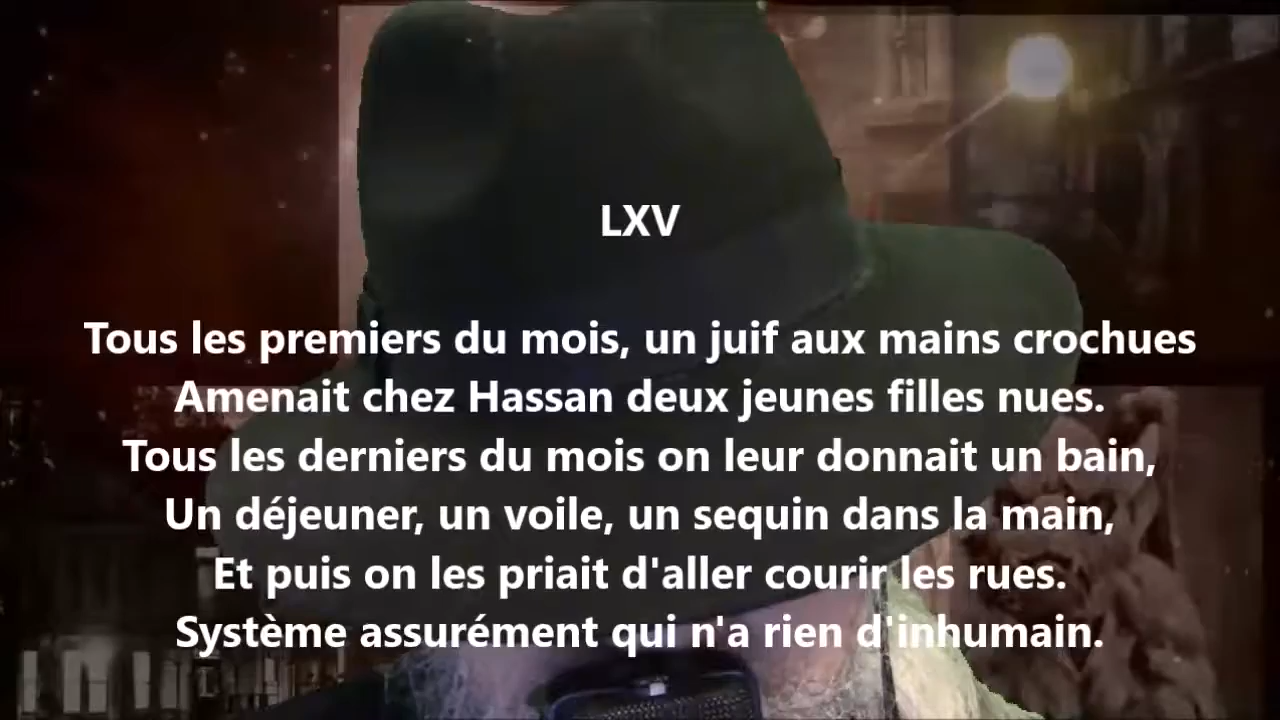 LXV
Tous les premiers du mois, un juif aux mains crochues
Amenait chez Hassan deux jeunes filles nues.
Tous les derniers du mois on leur donnait un bain,
Un déjeuner, un voile, un sequin dans la main,
Et puis on les priait d'aller courir les rues.
Système assurément qui n'a rien d'inhumain.